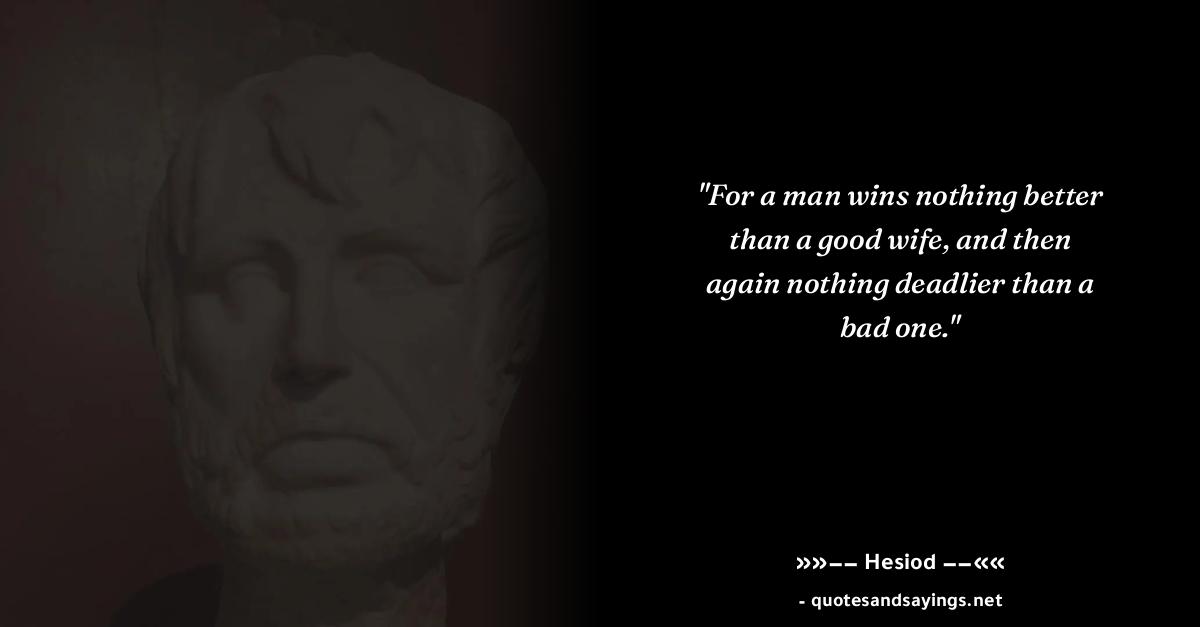 "For a man wins nothing better
than a good wife, and then
again nothing deadlier than a
bad one."
»»–– Hesiod ––««
- quotesandsayings.net